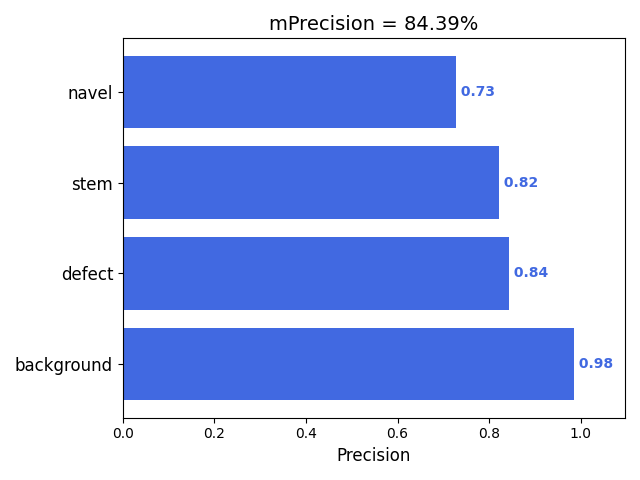 mPrecision = 84.39%
navel
0.73
stem
0.82
defect
0.84
background
0.98
0.0 0.2 0.4 0.6 0.8 1.0
Precision